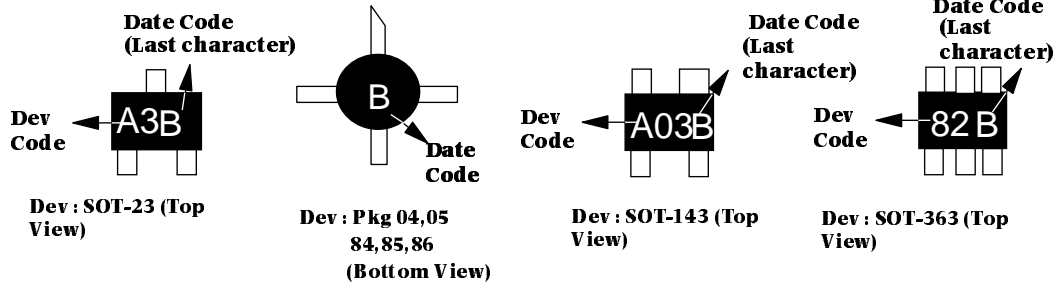 Date Code
(Last character)
A3B
Dev
Code
Dev : SOT-23 (Top
View)
B
Date
Code
Dev : Pkg 04,05
84,85,86
(Bottom View)
Date Code
(Last
character)
A03B
Dev
Code
Dev : SOT-143 (Top
View)
Date Code
(Last
character)
82 B
Dev
Code
Dev : SOT-363 (Top
View)